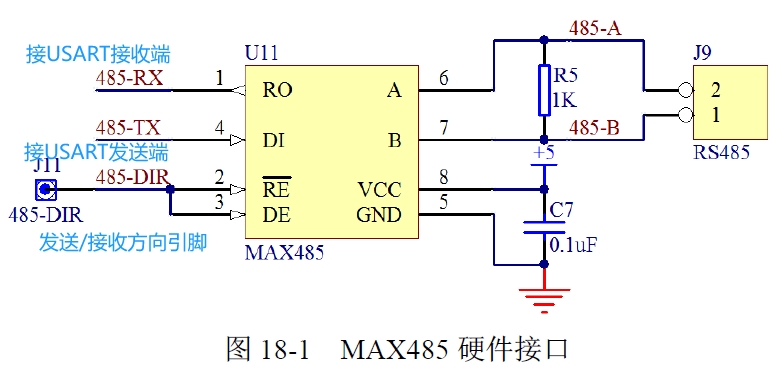 485-A
接USART接收端
U11
J9
485-RX
1
RO
A
6
R5
1K
2
1
485-TX
4
DI
B
7
485-B
RS485
接USART发送端
+5
J11
485-DIR
2
RE
VCC
8
485-DIR
3
DE
GND
5
C7
0.1uF
发送/接收方向引脚
MAX485
图 18-1 MAX485 硬件接口